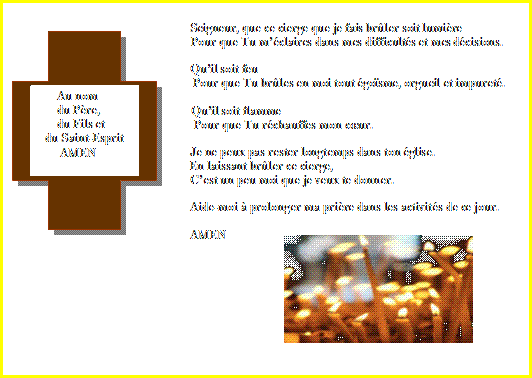 Au nom
du Père,
du Fils et
du Saint Esprit
AMEN
Seigneur, que ce cierge que je fais brûler soit lumière
Pour que Tu m'éclaires dans mes difficultés et mes décisions.
Qu'il soit feu
Pour que Tu brûles en moi tout égoïsme, orgueil et impureté.
Qu'il soit flamme
Pour que Tu réchauffes mon cœur.
Je ne peux pas rester longtemps dans ton église.
En laissant brûler ce cierge,
C'est un peu moi que je veux te donner.
Aide-moi à prolonger ma prière dans les activités de ce jour.
AMEN